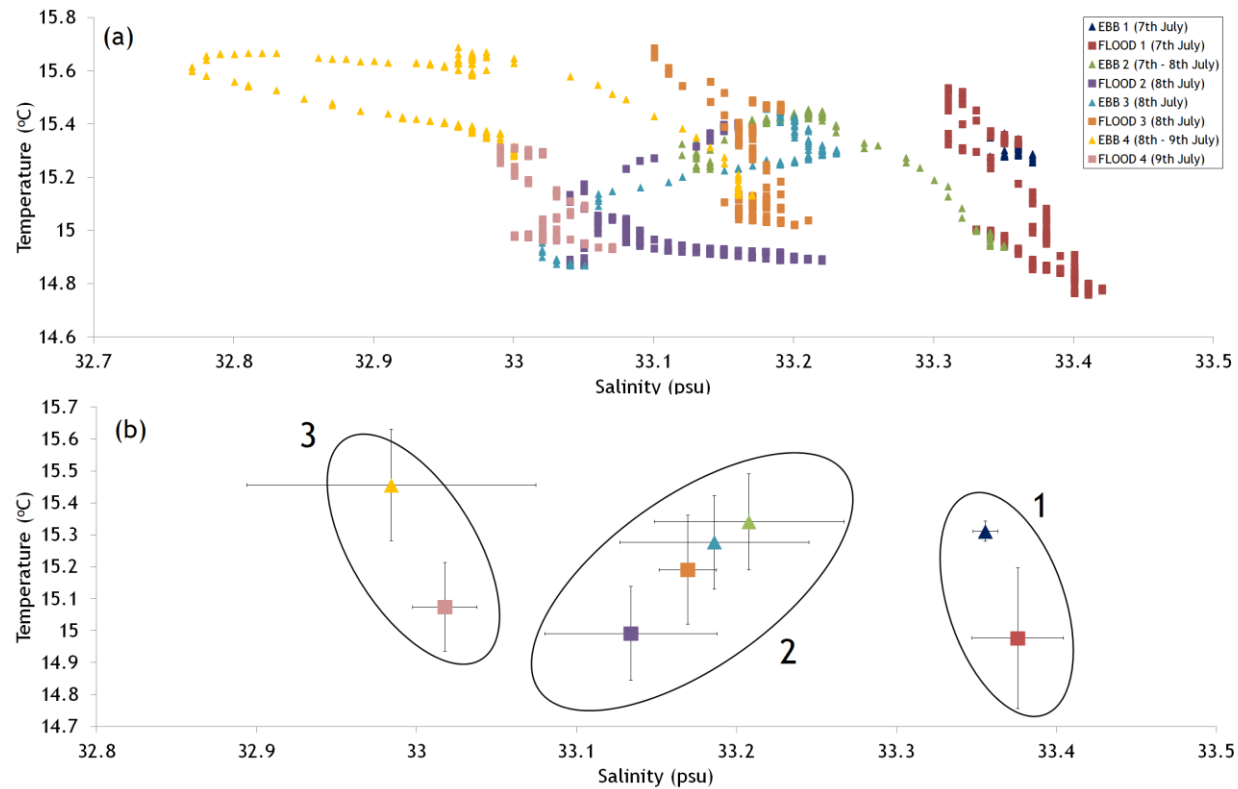 (a)
15.8
15.6
15.4
15.2
15
14.8
14.6
Temperature (ºC)
32.7 32.8 32.9 33 33.1 33.2 33.3 33.4 33.5
Salinity (psu)
EBB 1 (7th July)
FLOOD 1 (7th July)
EBB 2 (7th - 8th July)
FLOOD 2 (8th July)
EBB 3 (8th July)
FLOOD 3 (8th July)
EBB 4 (8th - 9th July)
FLOOD 4 (9th July)
(b)
15.7
15.6
15.5
15.4
15.3
15.2
15.1
15
14.9
14.8
14.7
Temperature (ºC)
3
2
1
32.8 32.9 33 33.1 33.2 33.3 33.4 33.5
Salinity (psu)